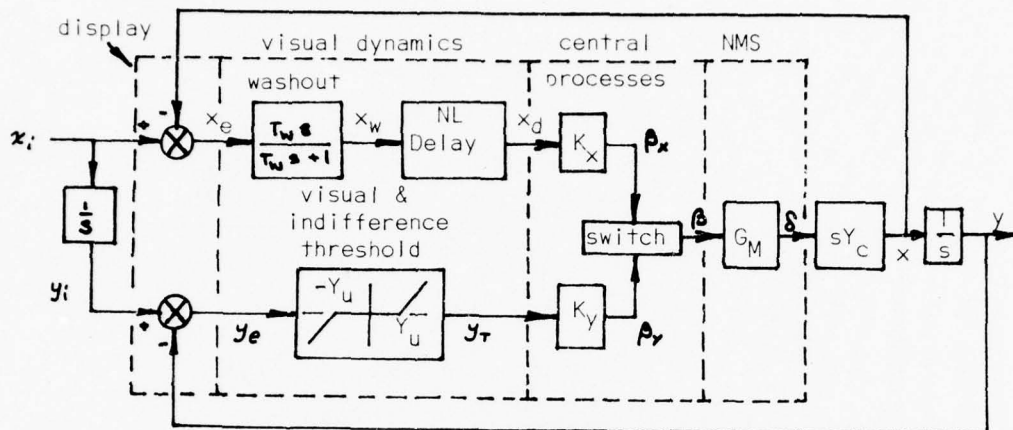 display
visual dynamics
central
processes
NMS
washout
x_i
+
-
x_e
T_w s
T_w s + 1
x_w
NL
Delay
x_d
K_x
β_x
1
s
visual &
indifference
threshold
switch
β
G_M
δ
sY_c
x
1
s
y
y_i
+
-
y_e
-Y_u
Y_u
y_T
K_y
β_y